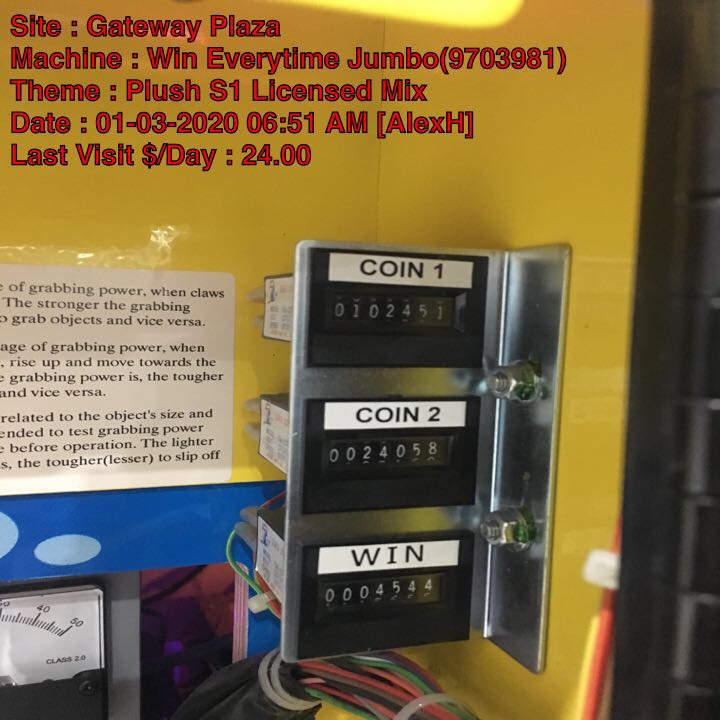 Site : Gateway Plaza
Machine : Win Everytime Jumbo(9703981)
Theme : Plush S1 Licensed Mix
Date : 01-03-2020 06:51 AM [AlexH]
Last Visit $/Day : 24.00
COIN 1
0102451
COIN 2
0024058
WIN
0004544
of grabbing power, when claws
The stronger the grabbing
grab objects and vice versa.
age of grabbing power, when
, rise up and move towards the
grabbing power is, the tougher
and vice versa.
related to the object's size and
ended to test grabbing power
before operation. The lighter
s, the tougher(lesser) to slip off
40
50
CLASS 2.0